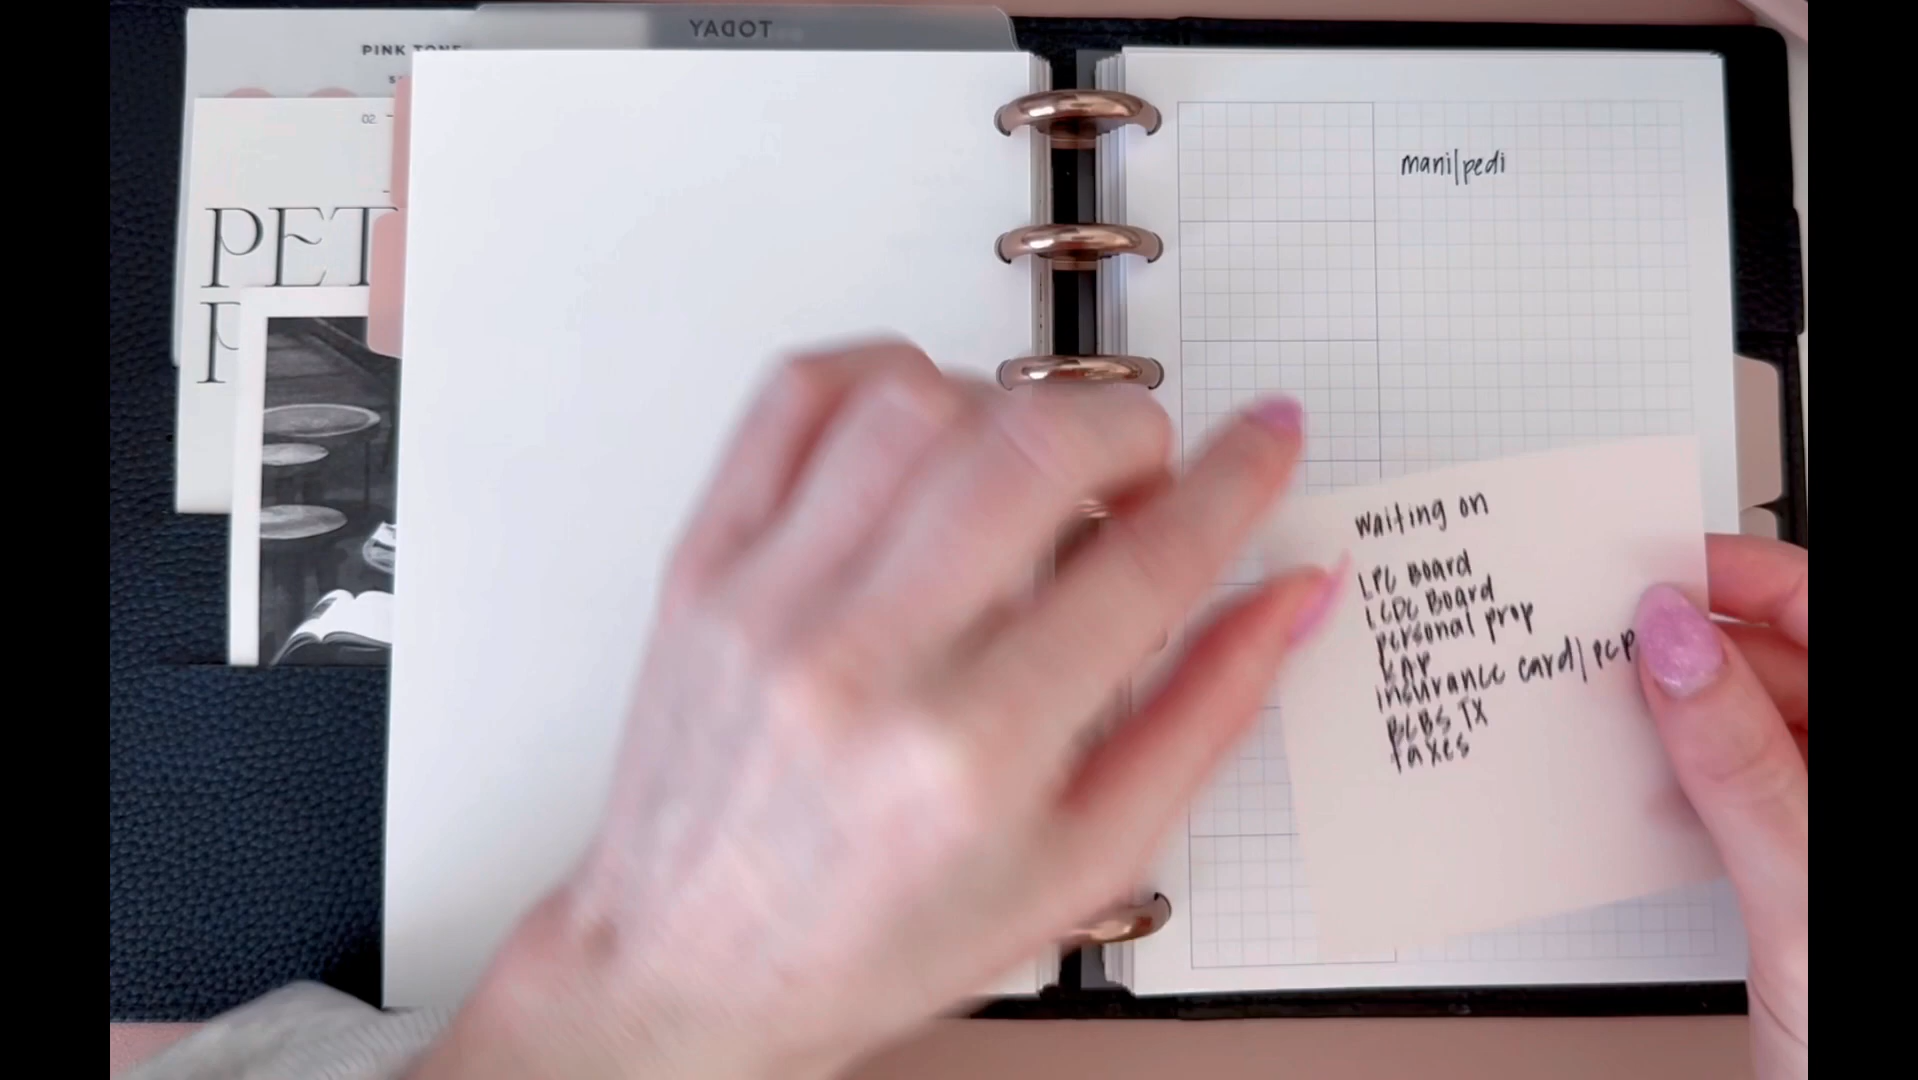 TODAY
PINK TONE
02.
PET
P
mani/pedi
waiting on
LPC Board
LCDC Board
personal prop
EAP
insurance card/pcp
BCBS TX
taxes